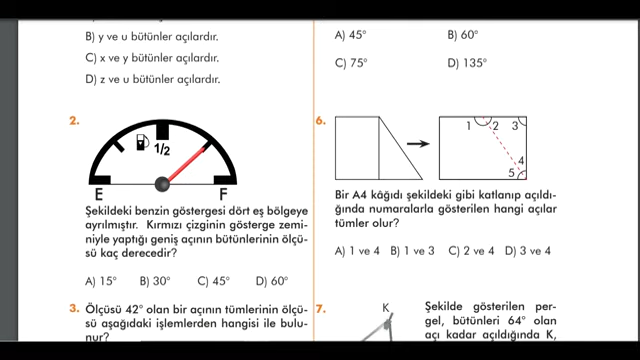 B) y ve u bütünler açılardır.
C) x ve y bütünler açılardır.
D) z ve u bütünler açılardır.
2.
1/2
E
F
Şekildeki benzin göstergesi dört eş bölgeye
ayrılmıştır. Kırmızı çizginin gösterge zemi-
niyle yaptığı geniş açının bütünlerinin ölçü-
sü kaç derecedir?
A) 15° B) 30° C) 45° D) 60°
3. Ölçüsü 42° olan bir açının tümlerinin ölçü-
sü aşağıdaki işlemlerden hangisi ile bulu-
nur?
A) 45° B) 60°
C) 75° D) 135°
6.
1 2 3
4
5
Bir A4 kâğıdı şekildeki gibi katlanıp açıldı-
ğında numaralarla gösterilen hangi açılar
tümler olur?
A) 1 ve 4 B) 1 ve 3 C) 2 ve 4 D) 3 ve 4
7.
K
Şekilde gösterilen per-
gel, bütünleri 64° olan
açı kadar açıldığında K,